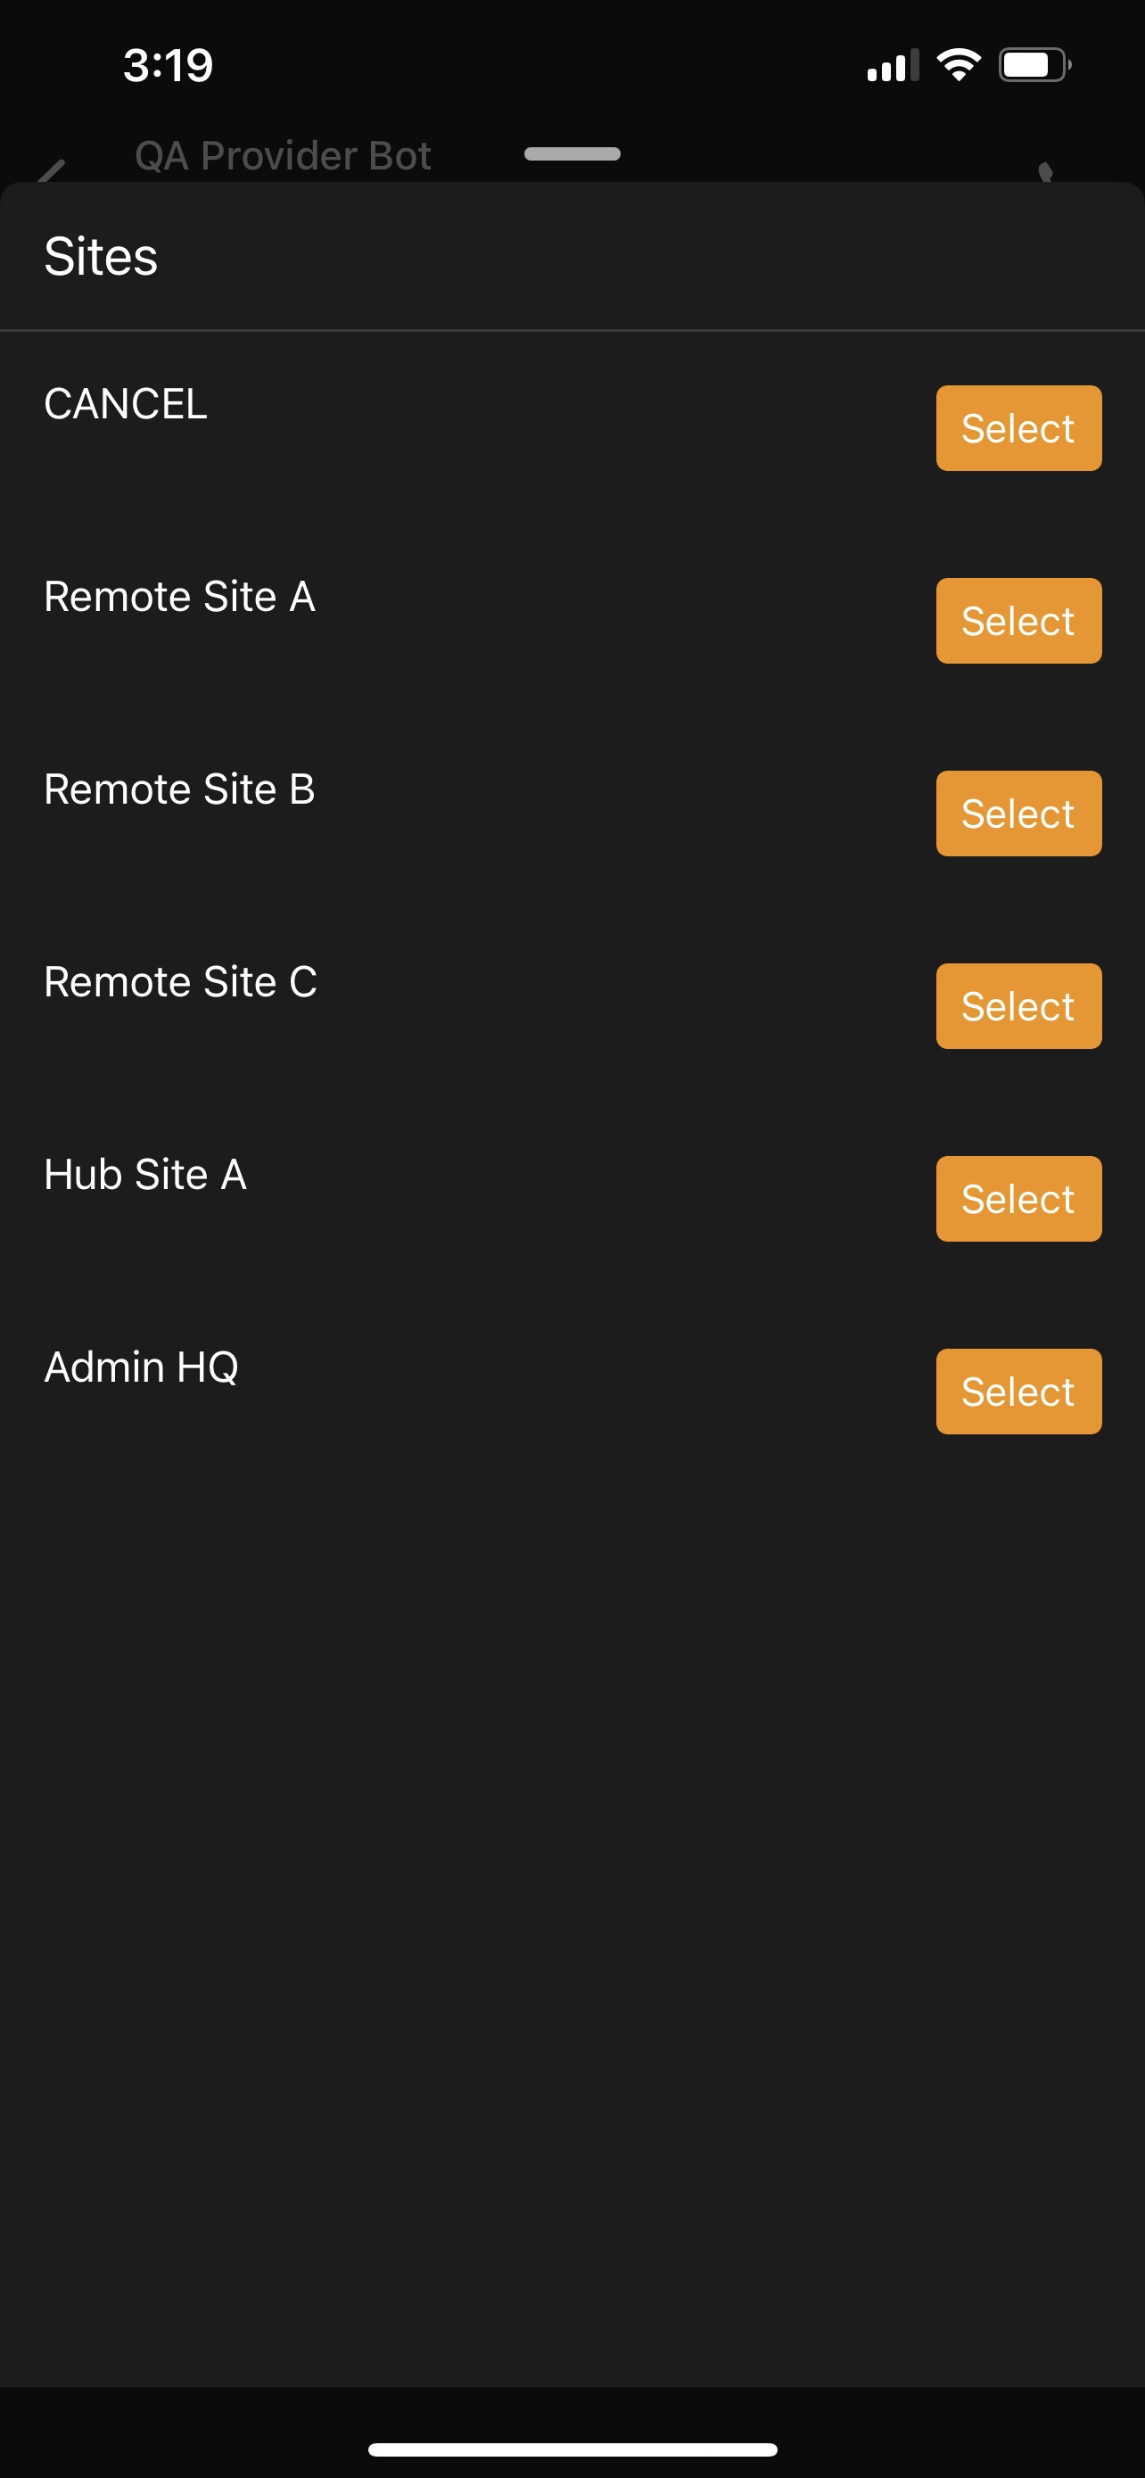 3:19
QA Provider Bot
Sites
CANCEL
Select
Remote Site A
Select
Remote Site B
Select
Remote Site C
Select
Hub Site A
Select
Admin HQ
Select